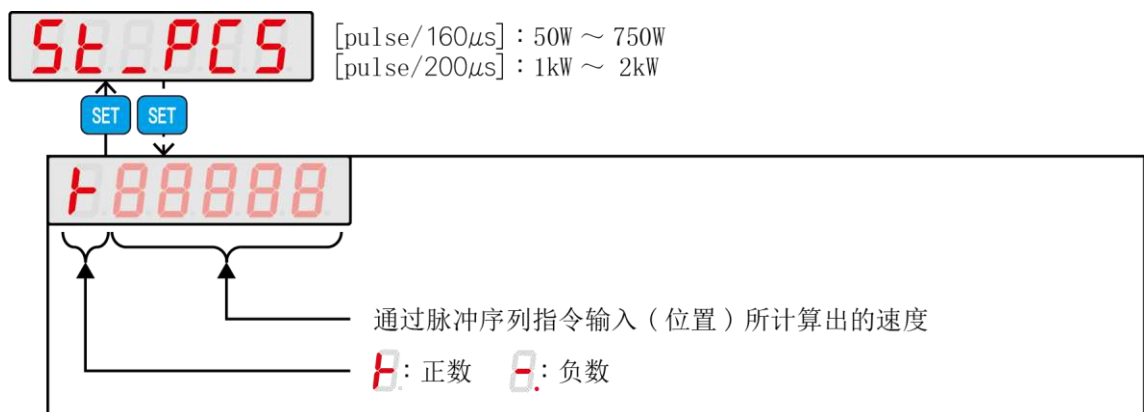 St_PCS
[pulse/160μs]：50W ～ 750W
[pulse/200μs]：1kW ～ 2kW
SET SET
88888
通过脉冲序列指令输入（位置）所计算出的速度
：正数 ：负数